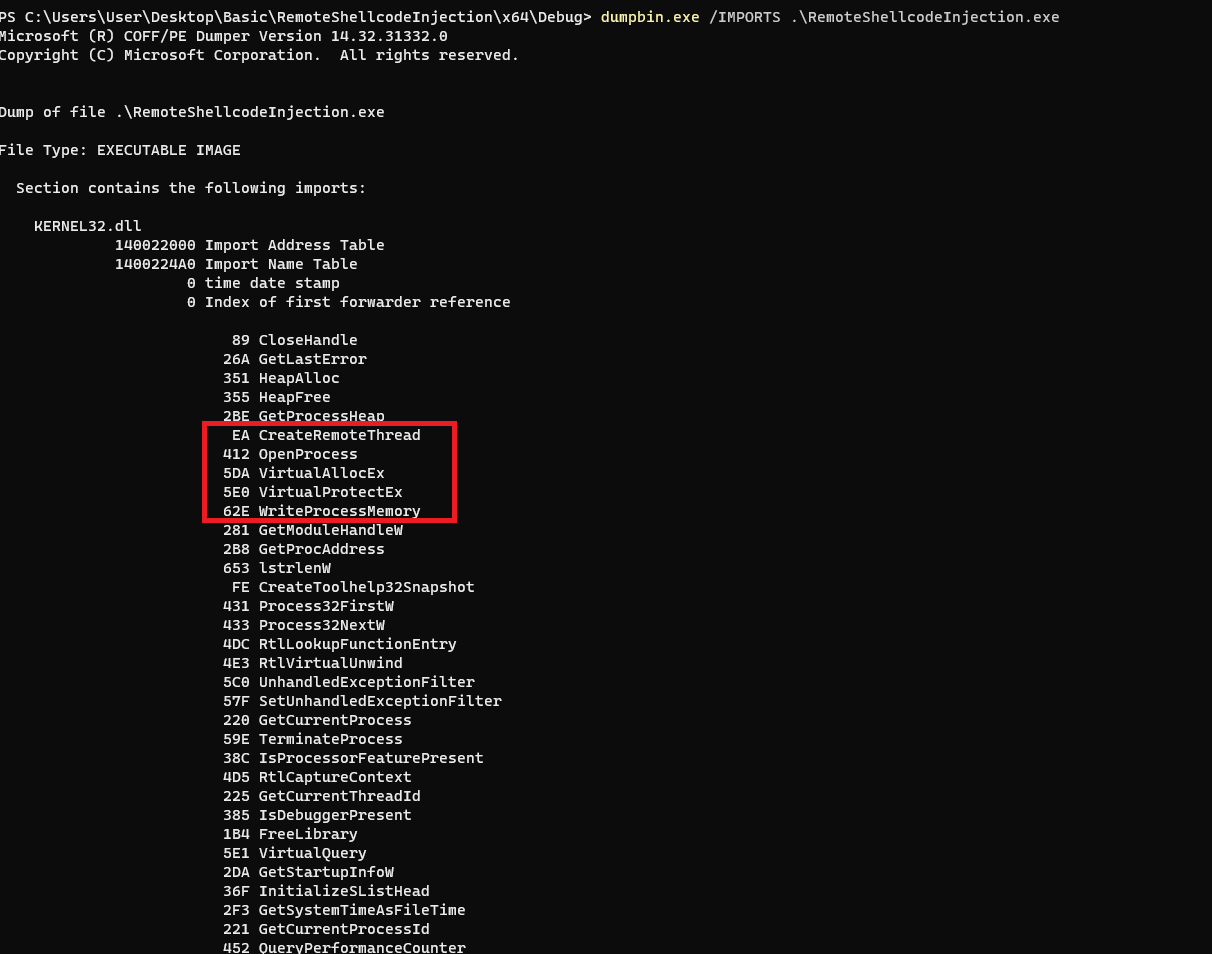 PS C:\Users\User\Desktop\Basic\RemoteShellcodeInjection\x64\Debug> dumpbin.exe /IMPORTS .\RemoteShellcodeInjection.exe
Microsoft (R) COFF/PE Dumper Version 14.32.31332.0
Copyright (C) Microsoft Corporation.  All rights reserved.
Dump of file .\RemoteShellcodeInjection.exe
File Type: EXECUTABLE IMAGE
Section contains the following imports:
KERNEL32.dll
140022000 Import Address Table
1400224A0 Import Name Table
0 time date stamp
0 Index of first forwarder reference
89 CloseHandle
26A GetLastError
351 HeapAlloc
355 HeapFree
2BE GetProcessHeap
EA CreateRemoteThread
412 OpenProcess
5DA VirtualAllocEx
5E0 VirtualProtectEx
62E WriteProcessMemory
281 GetModuleHandleW
2B8 GetProcAddress
653 lstrlenW
FE CreateToolhelp32Snapshot
431 Process32FirstW
433 Process32NextW
4DC RtlLookupFunctionEntry
4E3 RtlVirtualUnwind
5C0 UnhandledExceptionFilter
57F SetUnhandledExceptionFilter
220 GetCurrentProcess
59E TerminateProcess
38C IsProcessorFeaturePresent
4D5 RtlCaptureContext
225 GetCurrentThreadId
385 IsDebuggerPresent
1B4 FreeLibrary
5E1 VirtualQuery
2DA GetStartupInfoW
36F InitializeSListHead
2F3 GetSystemTimeAsFileTime
221 GetCurrentProcessId
452 QueryPerformanceCounter